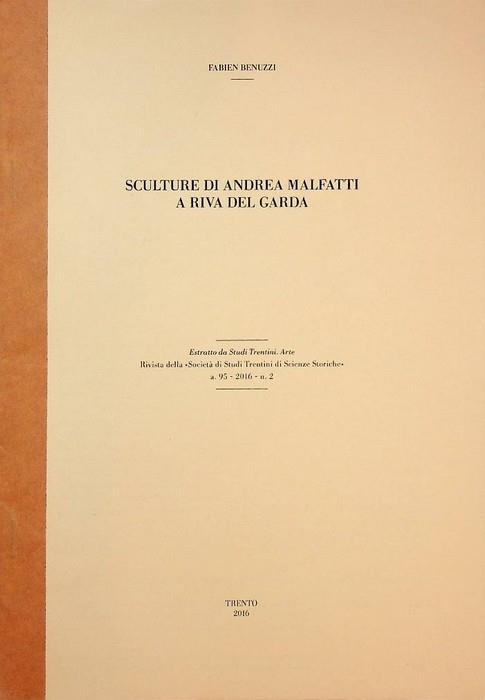 FABIEN BENUZZI
SCULTURE DI ANDREA MALFATTI
A RIVA DEL GARDA
Estratto da Studi Trentini. Arte
Rivista della «Società di Studi Trentini di Scienze Storiche»
a. 95 - 2016 - n. 2
TRENTO
2016